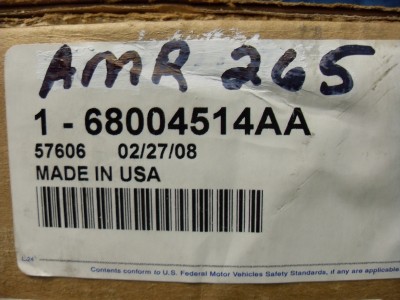 AMR 265
1 - 68004514AA
57606 02/27/08
MADE IN USA
Contents conform to U.S. Federal Motor Vehicles Safety Standards, if any are applicable